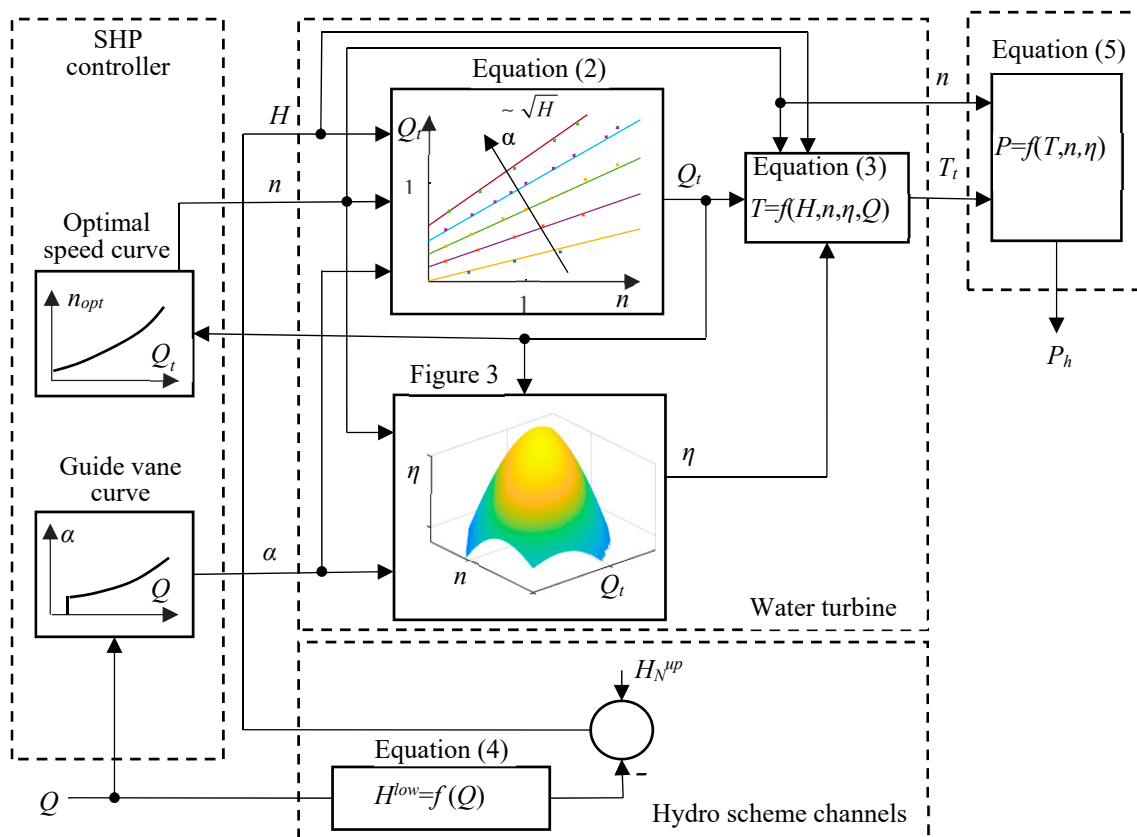 SHP
controller
Optimal
speed curve
n_opt
Q_t
Guide vane
curve
α
Q
Q
H
n
α
Equation (2)
~ √H
Q_t
α
1
1
n
Q_t
Equation (3)
T=f(H,n,η,Q)
Figure 3
η
n
Q_t
η
Water turbine
Equation (5)
n
P=f(T,n,η)
T_t
P_h
H_N^up
Equation (4)
H^low=f (Q)
-
Hydro scheme channels